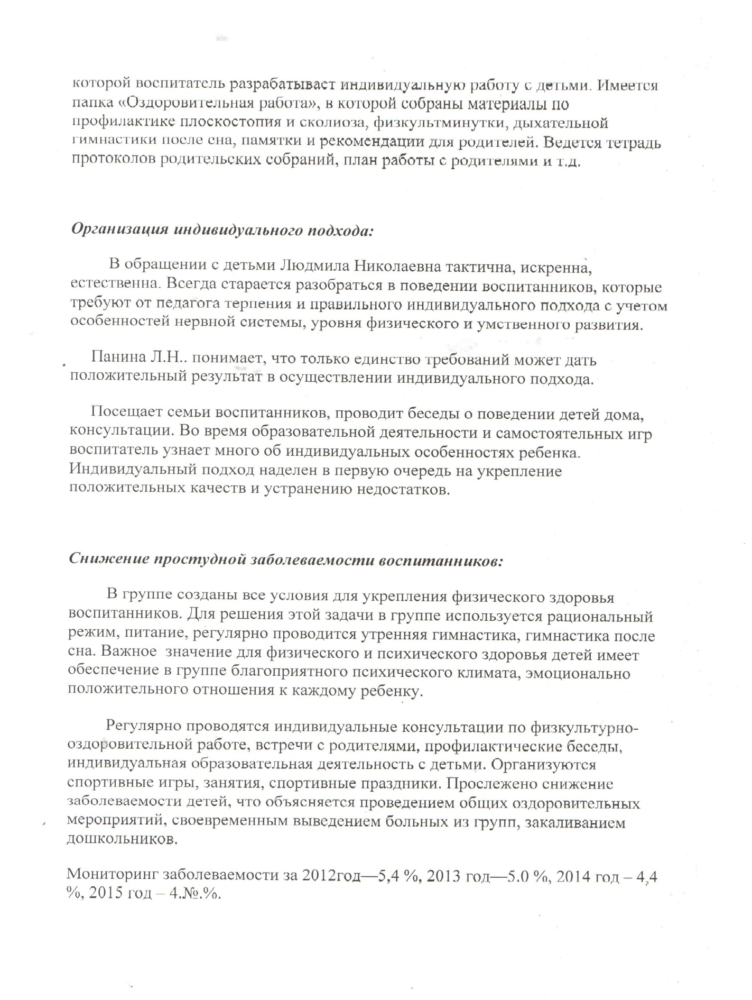 которой воспитатель разрабатывает индивидуальную работу с детьми. Имеется
папка «Оздоровительная работа», в которой собраны материалы по
профилактике плоскостопия и сколиоза, физкультминутки, дыхательной
гимнастики после сна, памятки и рекомендации для родителей. Ведется тетрадь
протоколов родительских собраний, план работы с родителями и т.д.
Организация индивидуального подхода:
В обращении с детьми Людмила Николаевна тактична, искренна,
естественна. Всегда старается разобраться в поведении воспитанников, которые
требуют от педагога терпения и правильного индивидуального подхода с учетом
особенностей нервной системы, уровня физического и умственного развития.
Панина Л.Н.. понимает, что только единство требований может дать
положительный результат в осуществлении индивидуального подхода.
Посещает семьи воспитанников, проводит беседы о поведении детей дома,
консультации. Во время образовательной деятельности и самостоятельных игр
воспитатель узнает много об индивидуальных особенностях ребенка.
Индивидуальный подход наделен в первую очередь на укрепление
положительных качеств и устранению недостатков.
Снижение простудной заболеваемости воспитанников:
В группе созданы все условия для укрепления физического здоровья
воспитанников. Для решения этой задачи в группе используется рациональный
режим, питание, регулярно проводится утренняя гимнастика, гимнастика после
сна. Важное  значение для физического и психического здоровья детей имеет
обеспечение в группе благоприятного психического климата, эмоционально
положительного отношения к каждому ребенку.
Регулярно проводятся индивидуальные консультации по физкультурно-
оздоровительной работе, встречи с родителями, профилактические беседы,
индивидуальная образовательная деятельность с детьми. Организуются
спортивные игры, занятия, спортивные праздники. Прослежено снижение
заболеваемости детей, что объясняется проведением общих оздоровительных
мероприятий, своевременным выведением больных из групп, закаливанием
дошкольников.
Мониторинг заболеваемости за 2012год—5,4 %, 2013 год—5.0 %, 2014 год – 4,4
%, 2015 год – 4.№.%.